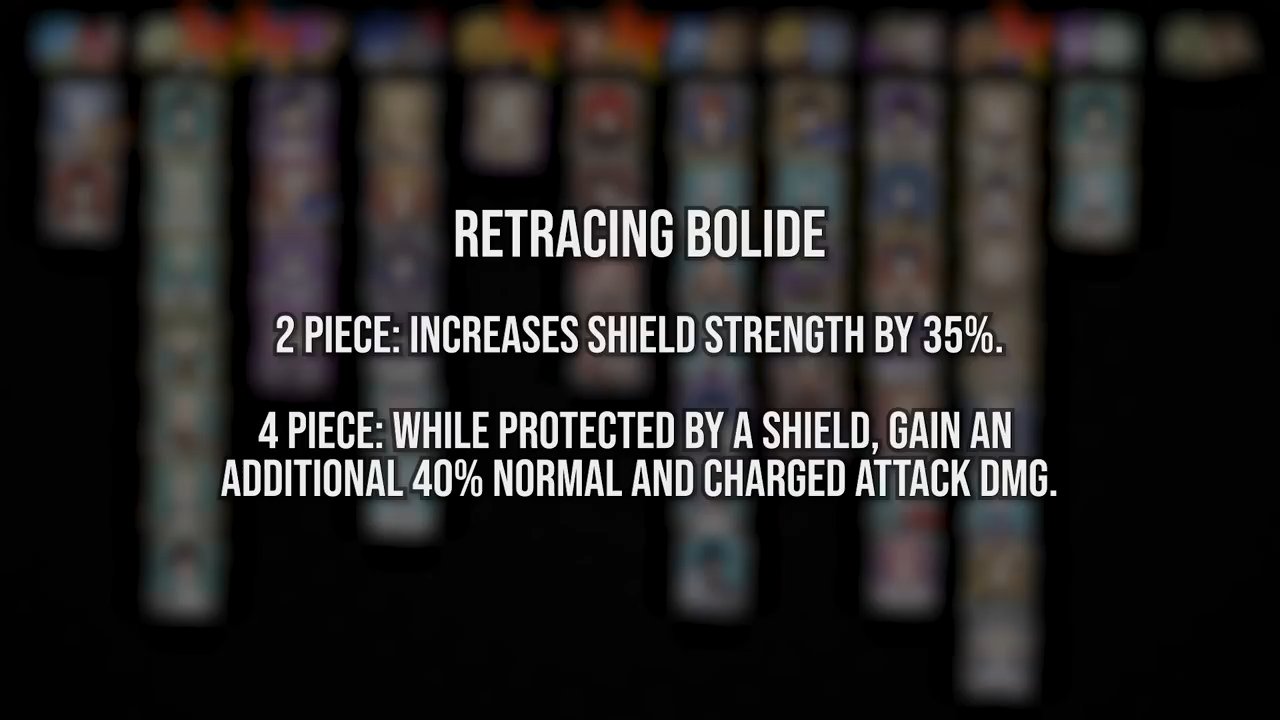 RETRACING BOLIDE
2 PIECE: INCREASES SHIELD STRENGTH BY 35%.
4 PIECE: WHILE PROTECTED BY A SHIELD, GAIN AN
ADDITIONAL 40% NORMAL AND CHARGED ATTACK DMG.